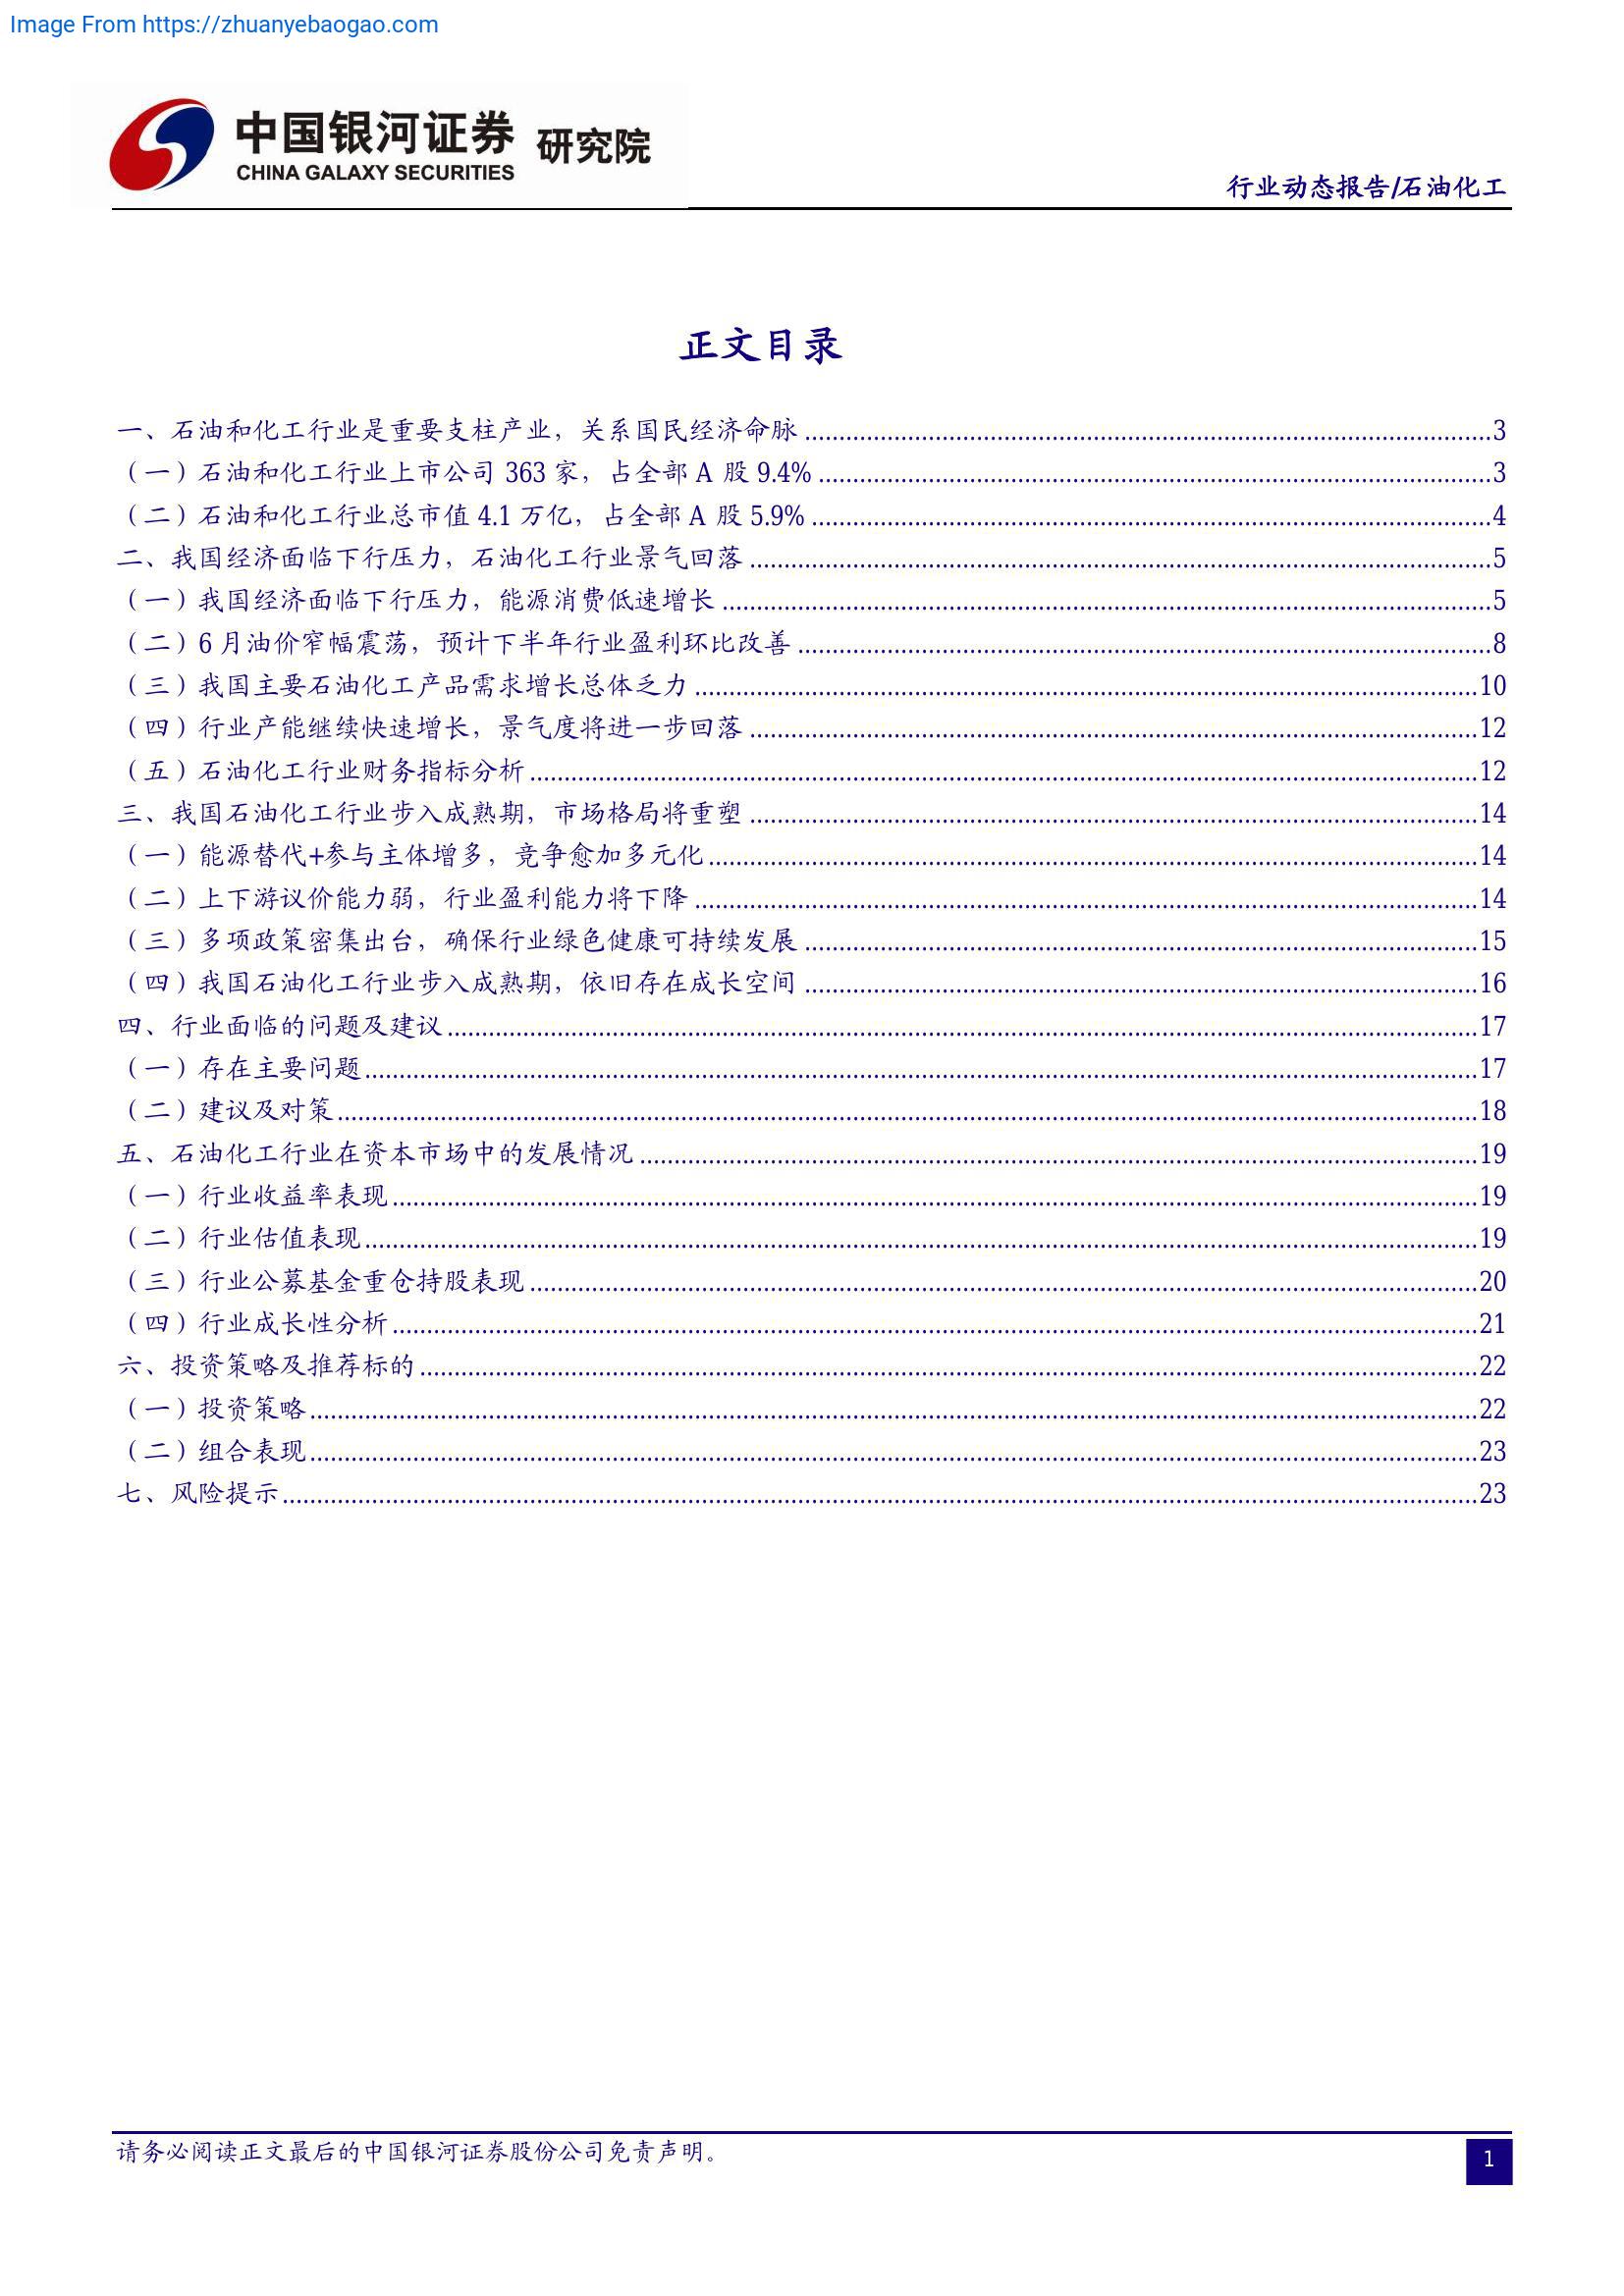 Image From https://zhuanyebaogao.com
中国银河证券 研究院
CHINA GALAXY SECURITIES
行业动态报告/石油化工
正文目录
一、石油和化工行业是重要支柱产业，关系国民经济命脉 3
（一）石油和化工行业上市公司 363 家，占全部 A 股 9.4% 3
（二）石油和化工行业总市值 4.1 万亿，占全部 A 股 5.9% 4
二、我国经济面临下行压力，石油化工行业景气回落 5
（一）我国经济面临下行压力，能源消费低速增长 5
（二）6 月油价窄幅震荡，预计下半年行业盈利环比改善 8
（三）我国主要石油化工产品需求增长总体乏力 10
（四）行业产能继续快速增长，景气度将进一步回落 12
（五）石油化工行业财务指标分析 12
三、我国石油化工行业步入成熟期，市场格局将重塑 14
（一）能源替代+参与主体增多，竞争愈加多元化 14
（二）上下游议价能力弱，行业盈利能力将下降 14
（三）多项政策密集出台，确保行业绿色健康可持续发展 15
（四）我国石油化工行业步入成熟期，依旧存在成长空间 16
四、行业面临的问题及建议 17
（一）存在主要问题 17
（二）建议及对策 18
五、石油化工行业在资本市场中的发展情况 19
（一）行业收益率表现 19
（二）行业估值表现 19
（三）行业公募基金重仓持股表现 20
（四）行业成长性分析 21
六、投资策略及推荐标的 22
（一）投资策略 22
（二）组合表现 23
七、风险提示 23
请务必阅读正文最后的中国银河证券股份公司免责声明。
1